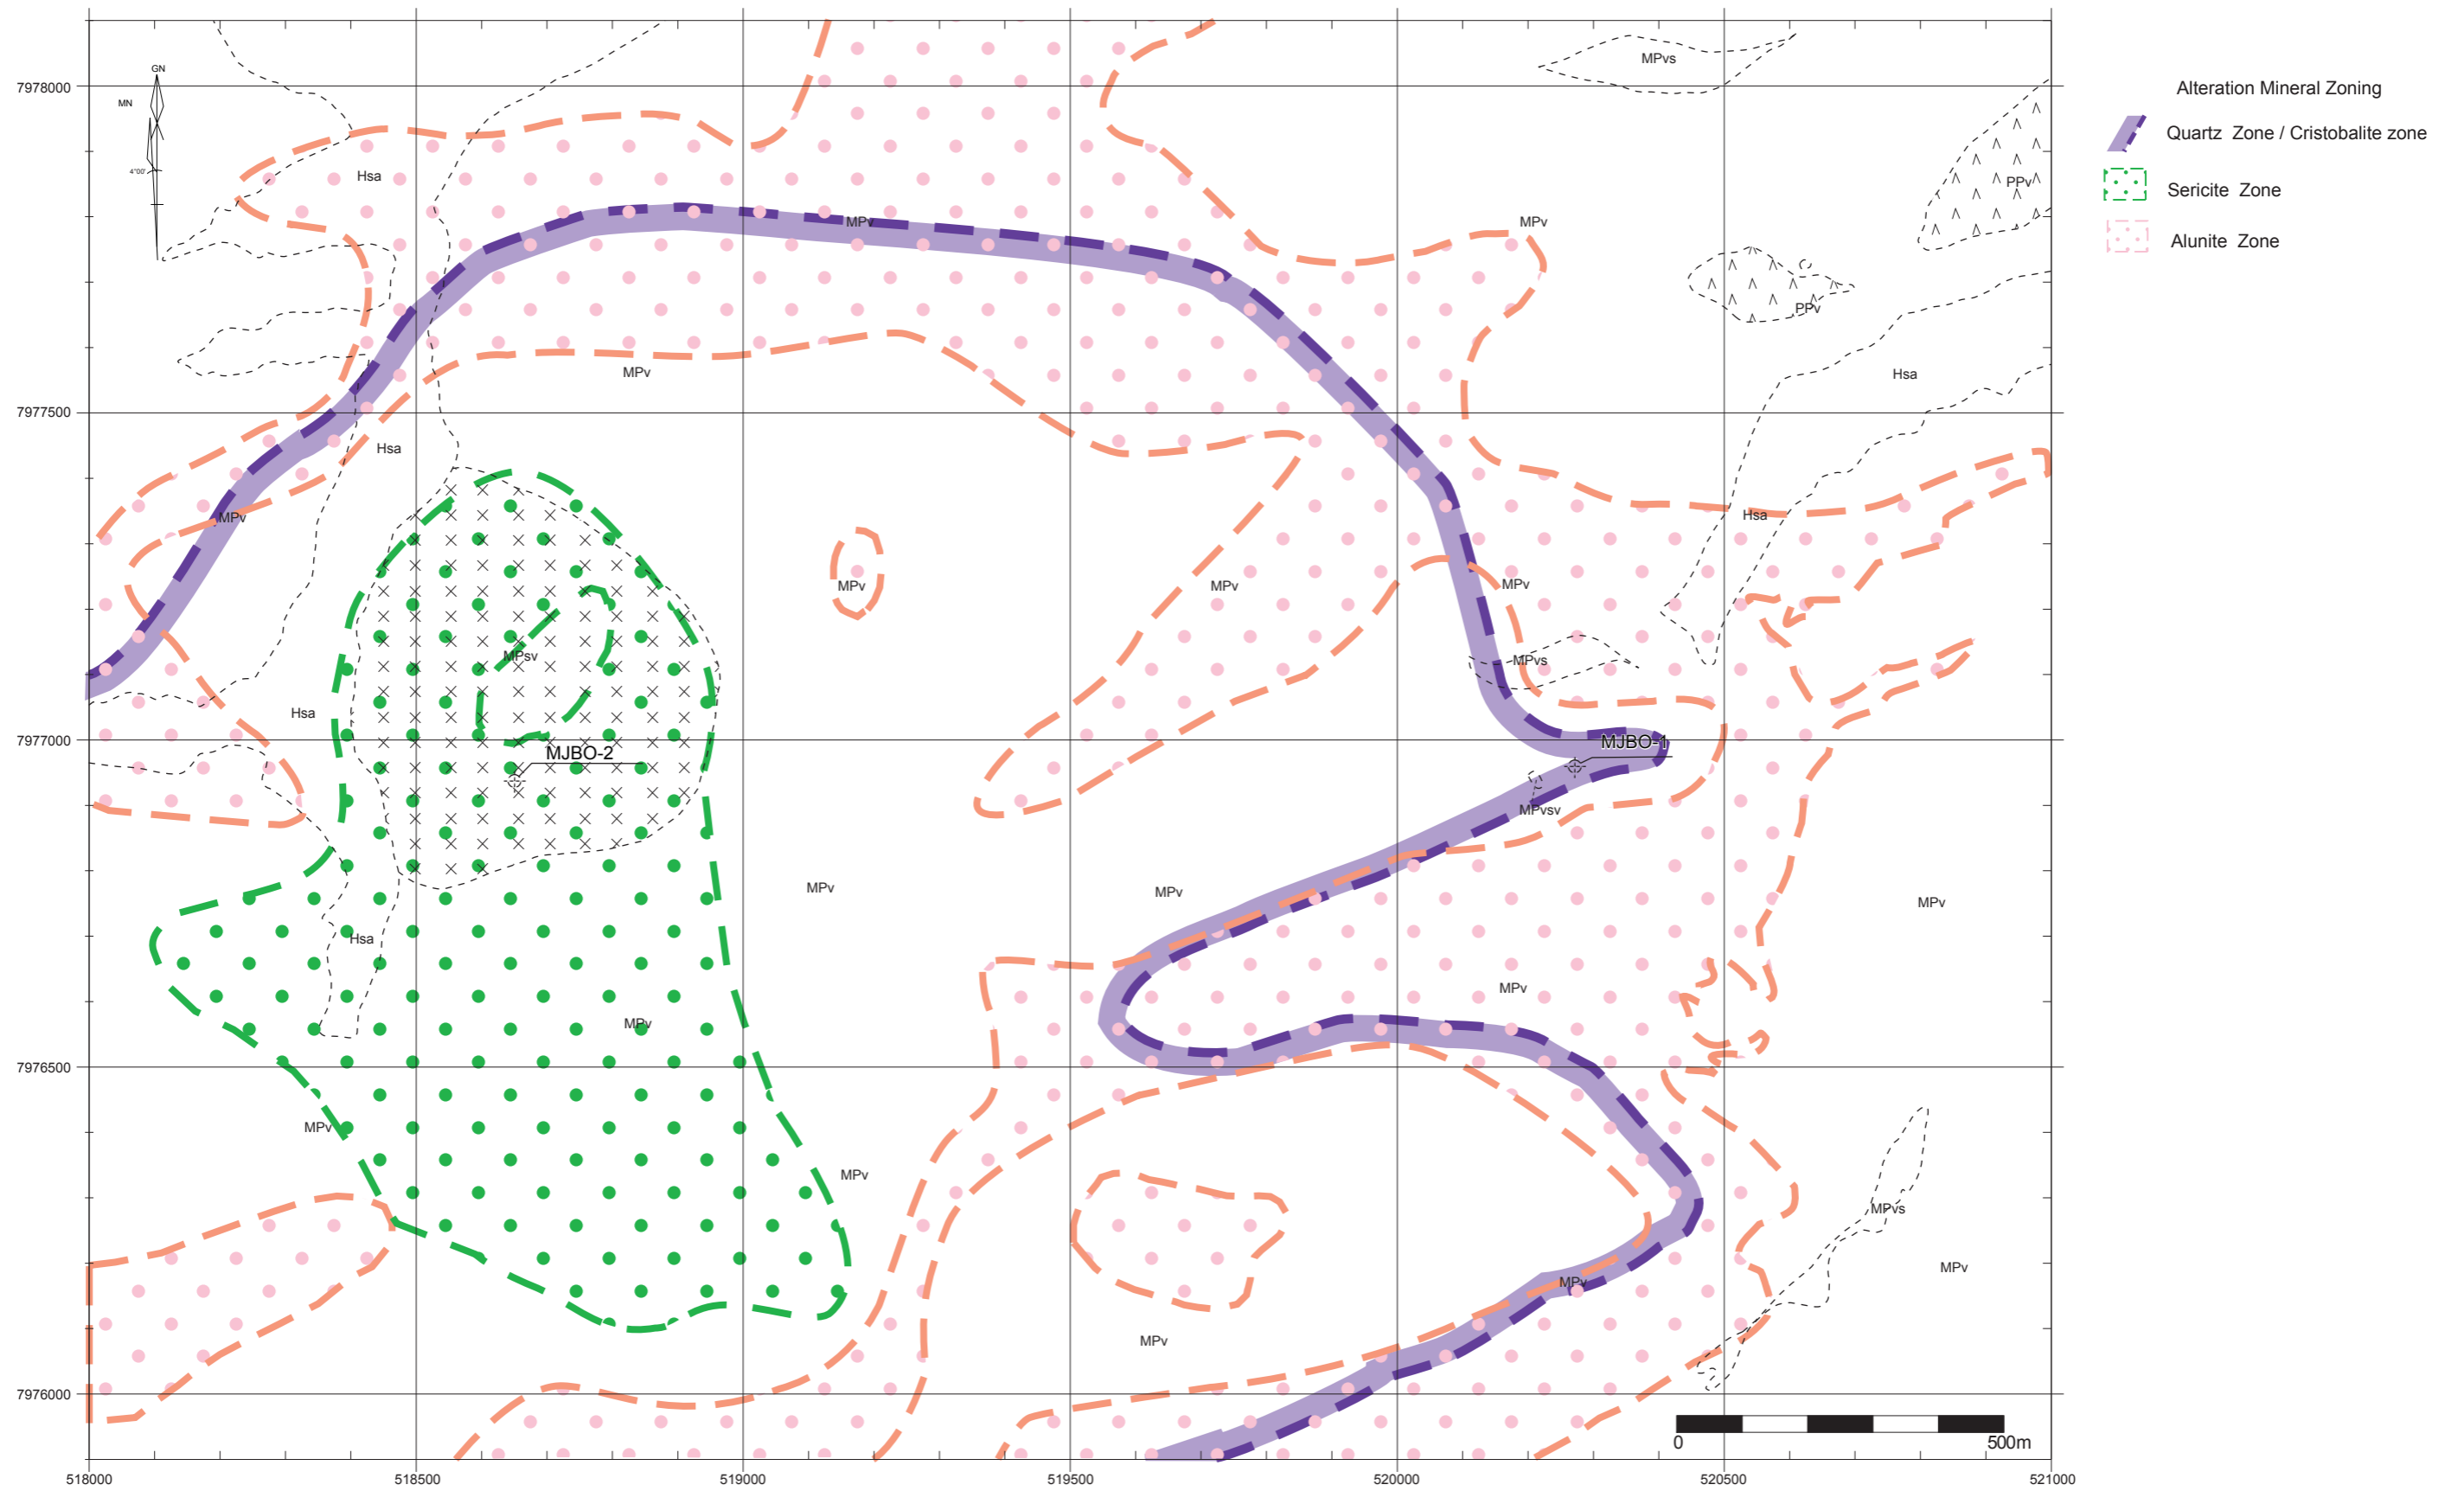 Alteration Mineral Zoning
Quartz Zone / Cristobalite zone
Sericite Zone
Alunite Zone
GN
MN
4°00'
7978000
7977500
7977000
7976500
7976000
518000
518500
519000
519500
520000
520500
521000
MPvs
Hsa
PPv
MPv
MPv
PPv
MPv
Hsa
Hsa
MPv
Hsa
MPv
MPv
MPv
MPsv
MPvs
Hsa
MJBO-2
MJBO-1
MPvsv
MPv
MPv
MPv
Hsa
MPv
MPv
MPv
MPv
MPvs
MPv
MPv
MPv
0
500m